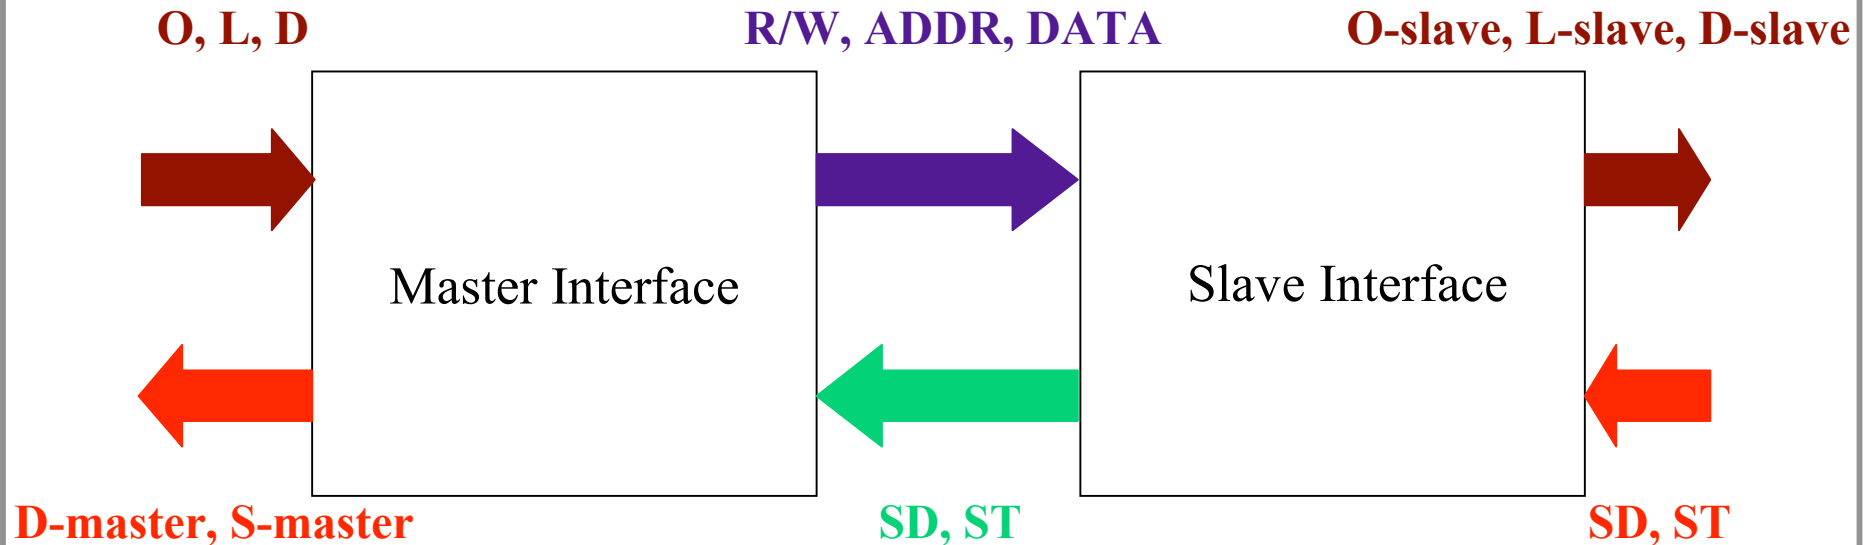 O, L, D
R/W, ADDR, DATA
O-slave, L-slave, D-slave
Master Interface
Slave Interface
D-master, S-master
SD, ST
SD, ST